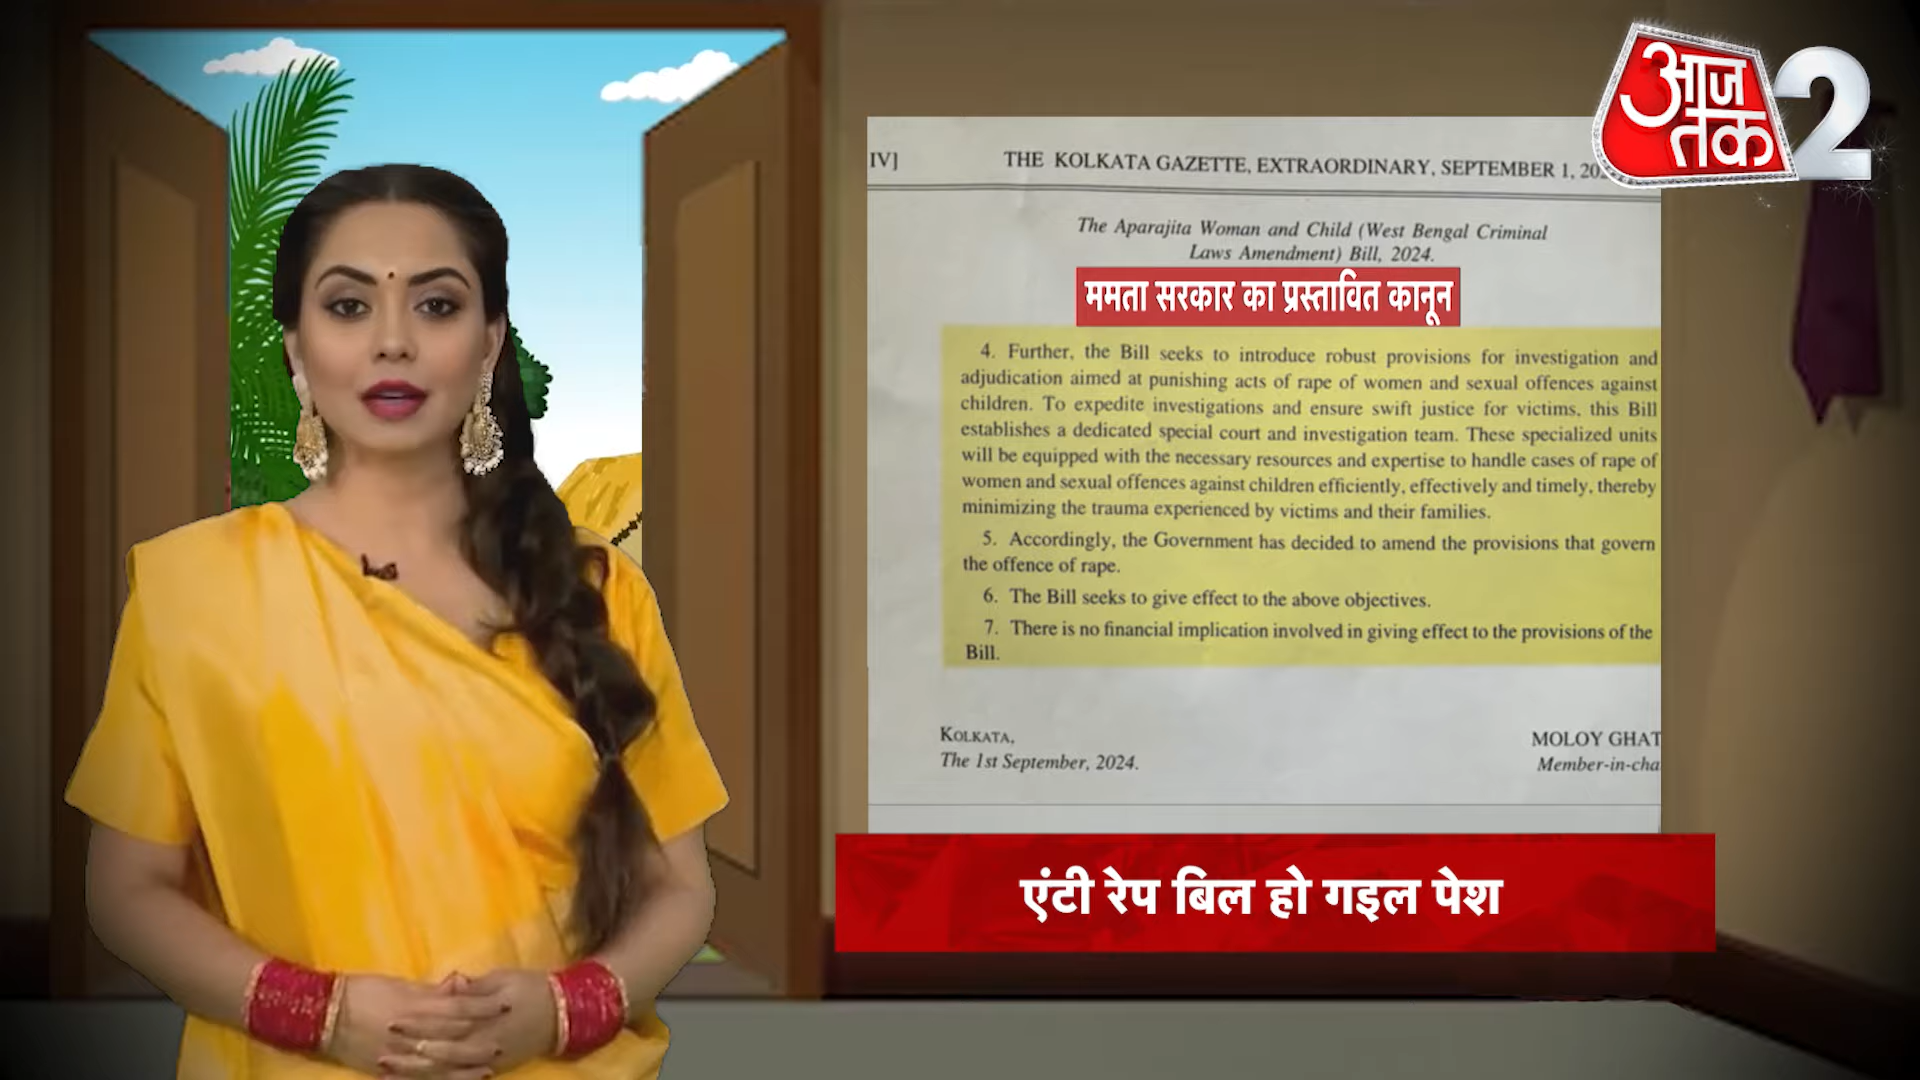 आज
तक 2
IV]
THE KOLKATA GAZETTE, EXTRAORDINARY, SEPTEMBER 1,
The Aparajita Woman and Child (West Bengal Criminal
Laws Amendment) Bill, 2024.
ममता सरकार का प्रस्तावित कानून
4. Further, the Bill seeks to introduce robust provisions for investigation and
adjudication aimed at punishing acts of rape of women and sexual offences against
children. To expedite investigations and ensure swift justice for victims, this Bill
establishes a dedicated special court and investigation team. These specialized units
will be equipped with the necessary resources and expertise to handle cases of rape of
women and sexual offences against children efficiently, effectively and timely, thereby
minimizing the trauma experienced by victims and their families.
5. Accordingly, the Government has decided to amend the provisions that govern
the offence of rape.
6. The Bill seeks to give effect to the above objectives.
7. There is no financial implication involved in giving effect to the provisions of the
Bill.
KOLKATA,
The 1st September, 2024.
MOLOY GHAT
Member-in-cha
एंटी रेप बिल हो गइल पेश